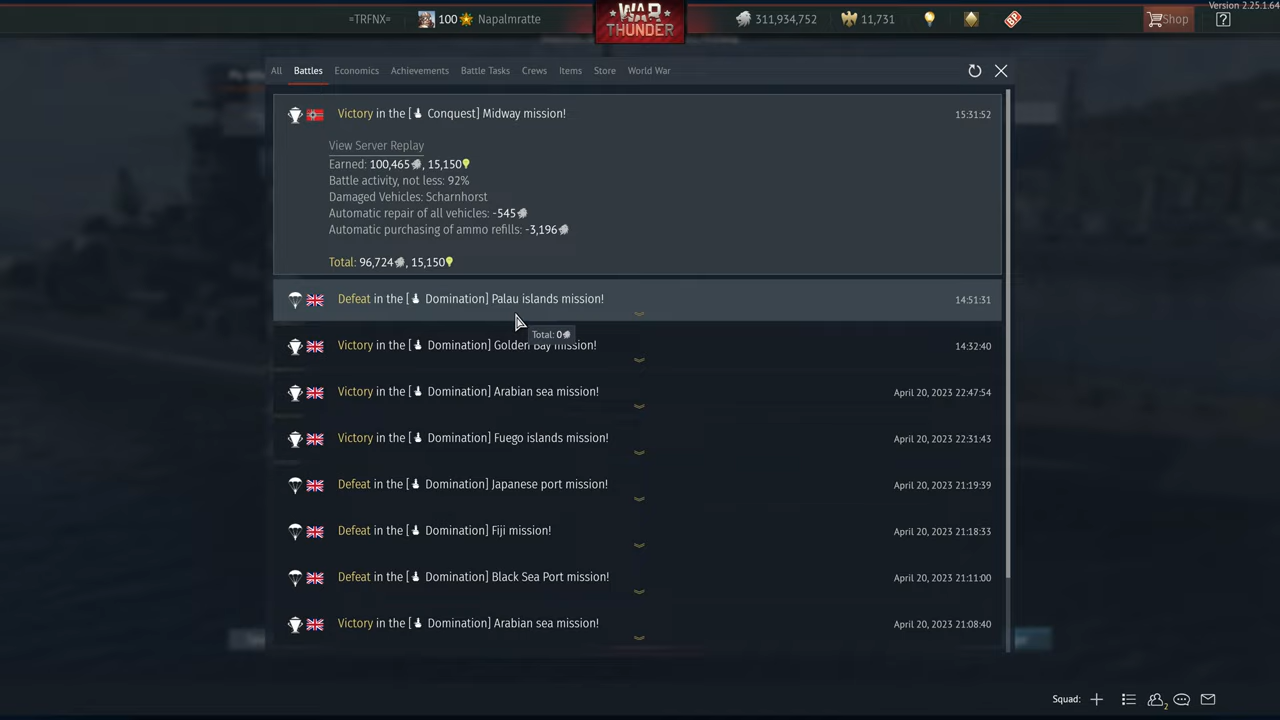 Version 2.25.1.64
=TRFNX= 100 Napalmratte WAR THUNDER 311,934,752 11,731 BP Shop ?
All Battles Economics Achievements Battle Tasks Crews Items Store World War
Victory in the [ Conquest] Midway mission! 15:31:52
View Server Replay
Earned: 100,465, 15,150
Battle activity, not less: 92%
Damaged Vehicles: Scharnhorst
Automatic repair of all vehicles: -545
Automatic purchasing of ammo refills: -3,196
Total: 96,724, 15,150
Defeat in the [ Domination] Palau islands mission! 14:51:31
Total: 0
Victory in the [ Domination] Golden Bay mission! 14:32:40
Victory in the [ Domination] Arabian sea mission! April 20, 2023 22:47:54
Victory in the [ Domination] Fuego islands mission! April 20, 2023 22:31:43
Defeat in the [ Domination] Japanese port mission! April 20, 2023 21:19:39
Defeat in the [ Domination] Fiji mission! April 20, 2023 21:18:33
Defeat in the [ Domination] Black Sea Port mission! April 20, 2023 21:11:00
Victory in the [ Domination] Arabian sea mission! April 20, 2023 21:08:40
Squad: 2